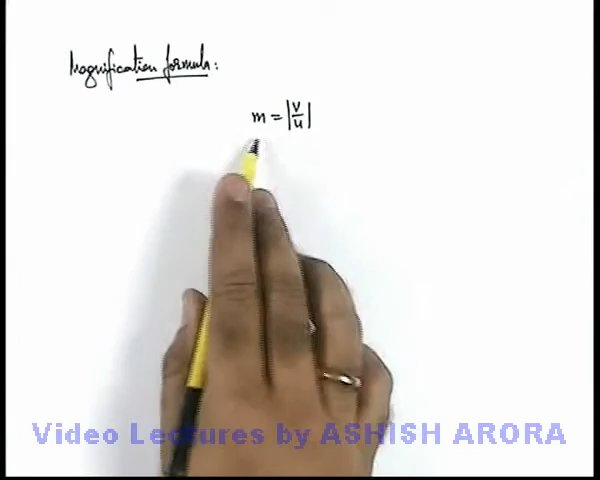 Magnification formula:
m = |v/u|
Video Lectures by ASHISH ARORA